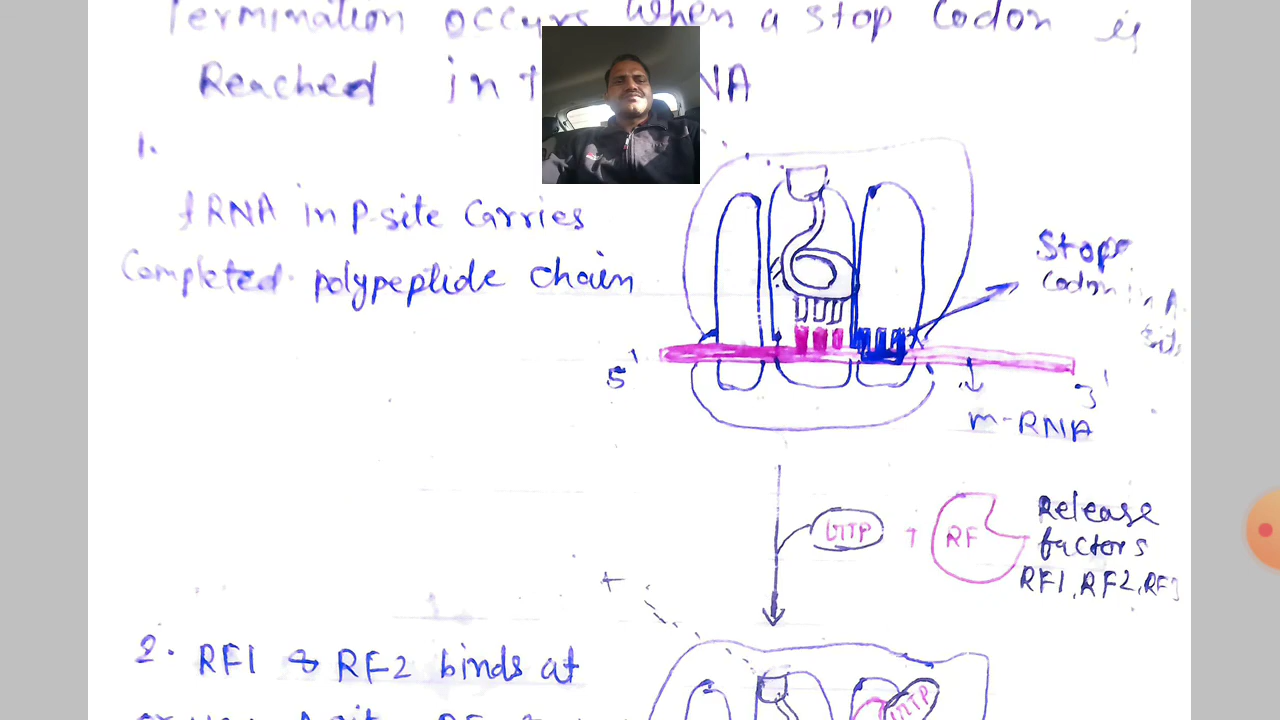 Termination occurs when a stop Codon is
Reached in
1.
tRNA in P-site Carries
Completed polypeptide chain
Stop
Codon in A
5'
3'
m-RNA
GTP + RF
Release
factors
RF1, RF2, RF3
+
2. RF1 & RF2 binds at
GTP